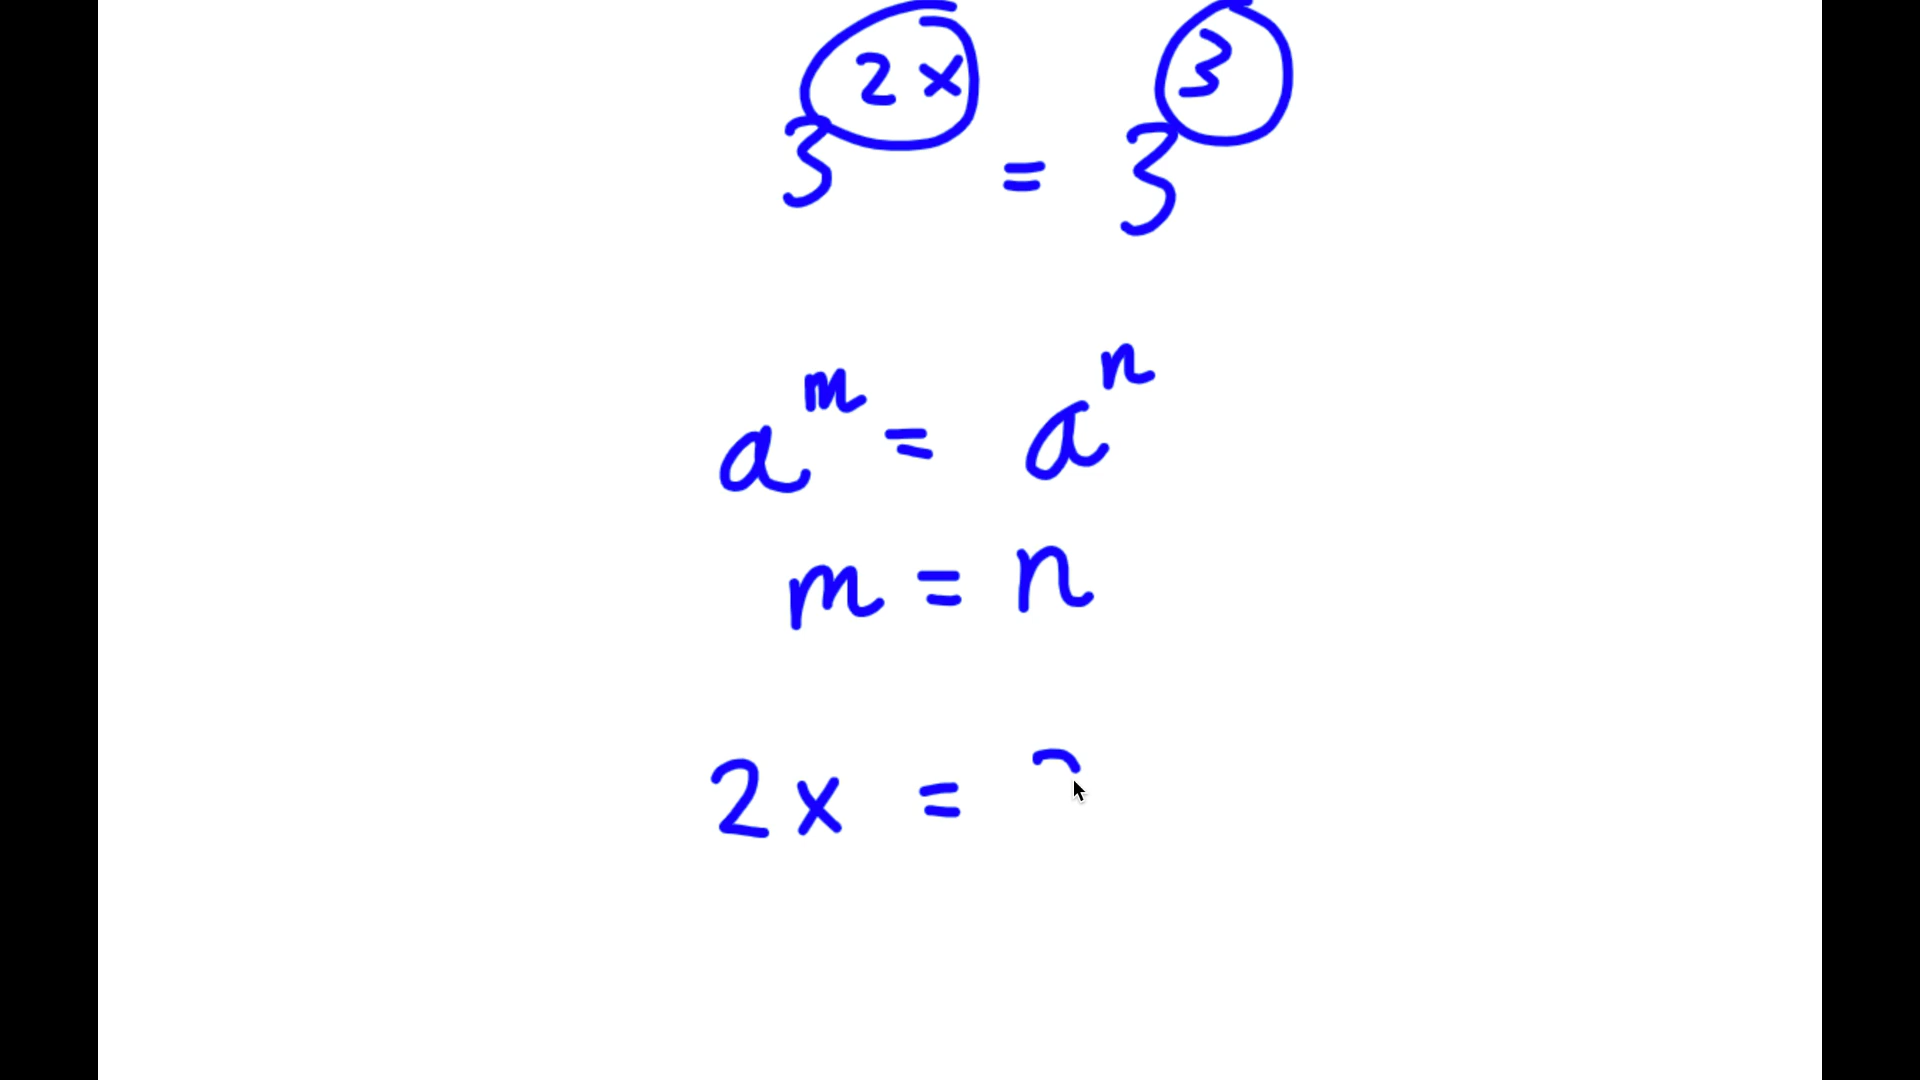 3^{2x} = 3^3
a^m = a^n
m = n
2x =